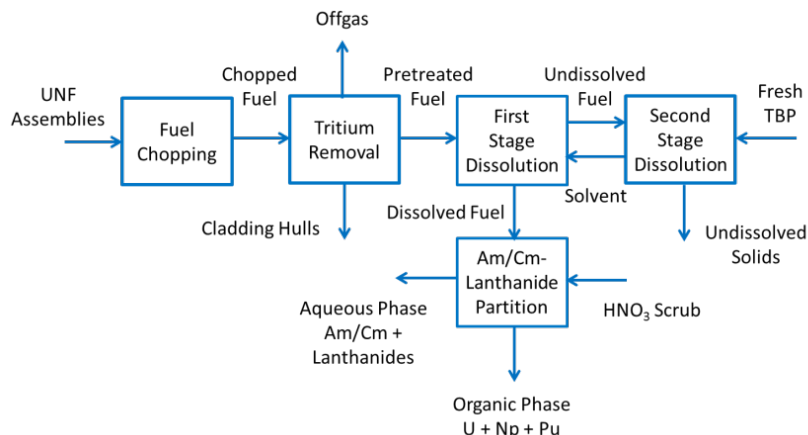 Offgas
Chopped
Fuel
Pretreated
Fuel
Undissolved
Fuel
Fresh
TBP
UNF
Assemblies
Fuel
Chopping
Tritium
Removal
First
Stage
Dissolution
Second
Stage
Dissolution
Solvent
Cladding Hulls
Dissolved Fuel
Undissolved
Solids
Am/Cm-
Lanthanide
Partition
Aqueous Phase
Am/Cm +
Lanthanides
HNO₃ Scrub
Organic Phase
U + Np + Pu